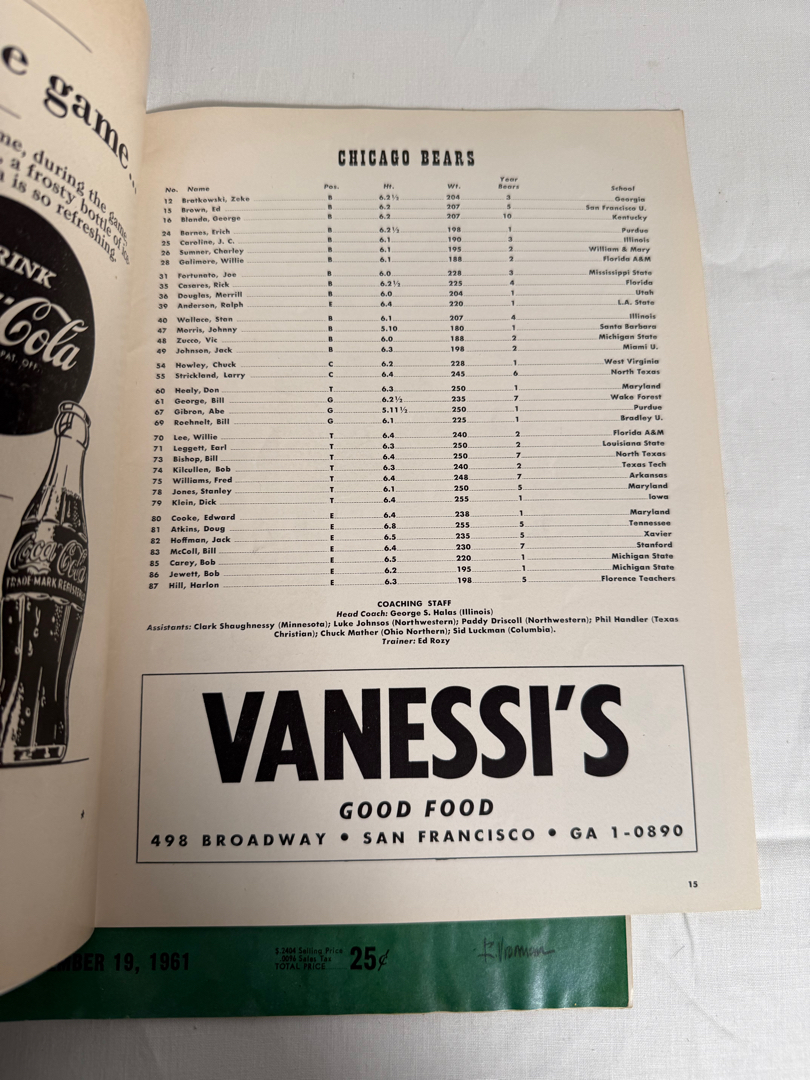 e game
me, during the game,
a frosty bottle of
is so refreshing.
RINK
Cola
PAT. OFF.
Coca-Cola
TRADE-MARK REGISTERED
CHICAGO BEARS
No. Name Pos. Ht. Wt. Year Bears School
12 Bratkowski, Zeke B 6.2½ 204 3 Georgia
15 Brown, Ed B 6.2 207 5 San Francisco U.
16 Blanda, George B 6.2 207 10 Kentucky
24 Barnes, Erich B 6.2½ 198 1 Purdue
25 Caroline, J. C. B 6.1 190 3 Illinois
26 Sumner, Charley B 6.1 195 2 William & Mary
28 Galimore, Willie B 6.1 188 2 Florida A&M
31 Fortunato, Joe B 6.0 228 3 Mississippi State
35 Casares, Rick B 6.2½ 225 4 Florida
36 Douglas, Merrill B 6.0 204 1 Utah
39 Anderson, Ralph E 6.4 220 1 L.A. State
40 Wallace, Stan B 6.1 207 4 Illinois
47 Morris, Johnny B 5.10 180 1 Santa Barbara
48 Zucco, Vic B 6.0 188 2 Michigan State
49 Johnson, Jack B 6.3 198 2 Miami U.
54 Howley, Chuck C 6.2 228 1 West Virginia
55 Strickland, Larry C 6.4 245 6 North Texas
60 Healy, Don T 6.3 250 1 Maryland
61 George, Bill G 6.2½ 235 7 Wake Forest
67 Gibron, Abe G 5.11½ 250 1 Purdue
69 Roehnelt, Bill G 6.1 225 1 Bradley U.
70 Lee, Willie T 6.4 240 2 Florida A&M
71 Leggett, Earl T 6.3 250 2 Louisiana State
73 Bishop, Bill T 6.4 250 7 North Texas
74 Kilcullen, Bob T 6.3 240 2 Texas Tech
75 Williams, Fred T 6.4 248 7 Arkansas
78 Jones, Stanley T 6.1 250 5 Maryland
79 Klein, Dick T 6.4 255 1 Iowa
80 Cooke, Edward E 6.4 238 1 Maryland
81 Atkins, Doug E 6.8 255 5 Tennessee
82 Hoffman, Jack E 6.5 235 5 Xavier
83 McColl, Bill E 6.4 230 7 Stanford
85 Carey, Bob E 6.5 220 1 Michigan State
86 Jewett, Bob E 6.2 195 1 Michigan State
87 Hill, Harlon E 6.3 198 5 Florence Teachers
COACHING STAFF
Head Coach: George S. Halas (Illinois)
Assistants: Clark Shaughnessy (Minnesota); Luke Johnsos (Northwestern); Paddy Driscoll (Northwestern); Phil Handler (Texas
Christian); Chuck Mather (Ohio Northern); Sid Luckman (Columbia).
Trainer: Ed Rozy
VANESSI'S
GOOD FOOD
498 BROADWAY • SAN FRANCISCO • GA 1-0890
15
MBER 19, 1961
$.2404 Selling Price
.0096 Sales Tax
TOTAL PRICE 25¢